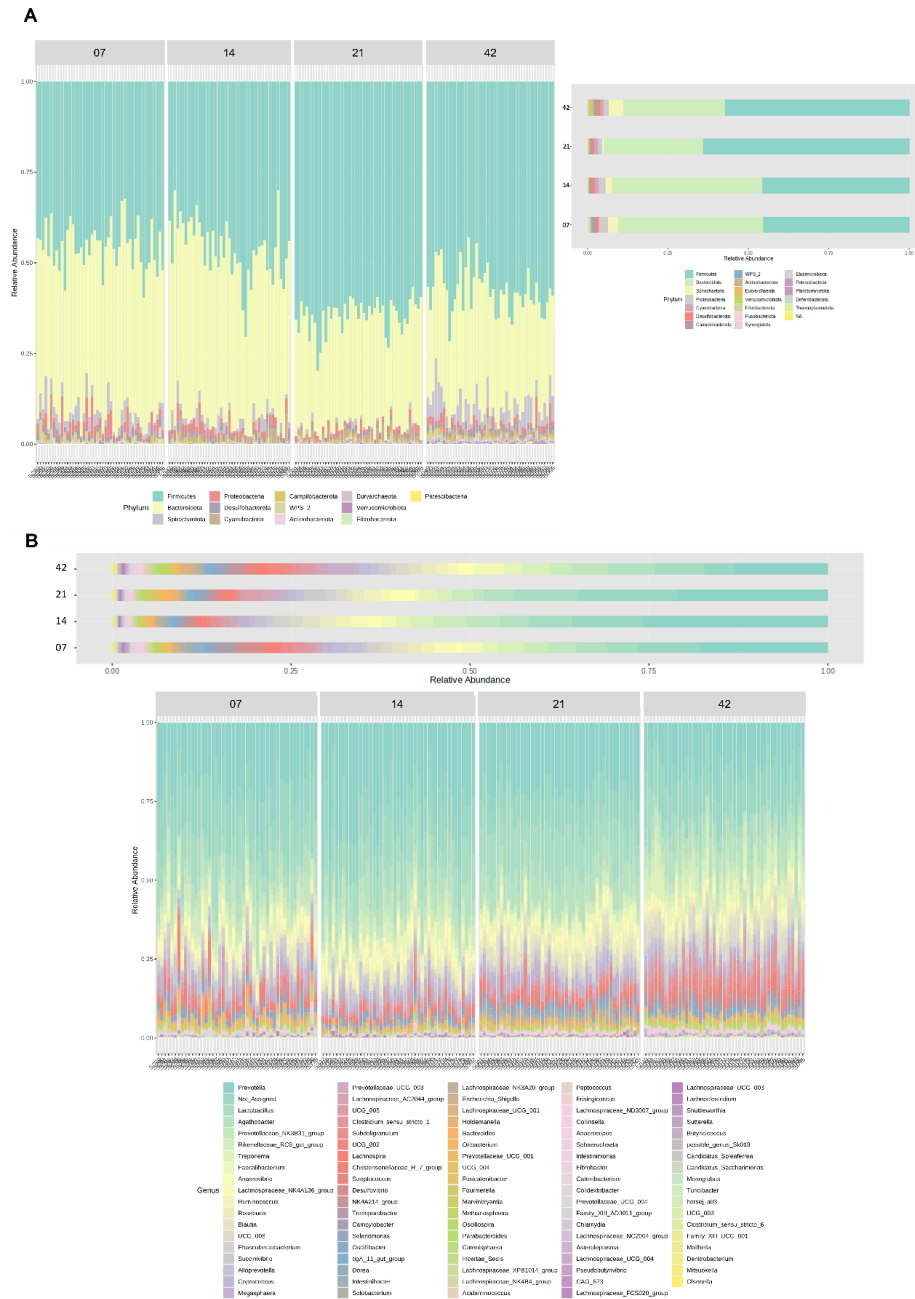 A
07 14 21 42
1.00
0.75
0.50
0.25
0.00
Relative Abundance
Phylum
Firmicutes Proteobacteria Campilobacterota Euryarchaeota Patescibacteria
Bacteroidota Desulfobacterota WPS_2 Verrucomicrobiota
Spirochaetota Cyanobacteria Actinobacteriota Fibrobacterota
42
21
14
07
0.00 0.25 0.50 0.75 1.00
Relative Abundance
Phylum
Firmicutes WPS_2 Elusimicrobiota
Bacteroidota Actinobacteriota Patescibacteria
Spirochaetota Euryarchaeota Planctomycetota
Proteobacteria Verrucomicrobiota Deferribacterota
Cyanobacteria Fibrobacterota Thermoplasmatota
Desulfobacterota Fusobacteriota NA
Campilobacterota Synergistota
B
42
21
14
07
0.00 0.25 0.50 0.75 1.00
Relative Abundance
07 14 21 42
1.00
0.75
0.50
0.25
0.00
Relative Abundance
Genus
Prevotella Prevotellaceae_UCG_003 Lachnospiraceae_NK3A20_group Peptococcus Lachnospiraceae_UCG_003
Not_Assigned Lachnospiraceae_AC2044_group Escherichia_Shigella Frisingicoccus Lachnoclostridium
Lactobacillus UCG_005 Lachnospiraceae_UCG_001 Lachnospiraceae_ND3007_group Shuttleworthia
Agathobacter Clostridium_sensu_stricto_1 Holdemanella Collinsella Sutterella
Prevotellaceae_NK3B31_group Subdoligranulum Bacteroides Anaerostipes Butyricicoccus
Rikenellaceae_RC9_gut_group UCG_002 Oribacterium Sphaerochaeta possible_genus_Sk018
Treponema Lachnospira Prevotellaceae_UCG_001 Intestinimonas Candidatus_Soleaferrea
Faecalibacterium Christensenellaceae_R_7_group UCG_004 Fibrobacter Candidatus_Saccharimonas
Anaerovibrio Streptococcus Fusicatenibacter Catenibacterium Monoglobus
Lachnospiraceae_NK4A136_group Desulfovibrio Fournierella Colidextribacter Turicibacter
Ruminococcus NK4A214_group Marvinbryantia Prevotellaceae_UCG_004 horsej_a03
Roseburia Terrisporobacter Methanosphaera Family_XIII_AD3011_group UCG_003
Blautia Campylobacter Oscillospira Chlamydia Clostridium_sensu_stricto_6
UCG_008 Selenomonas Parabacteroides Lachnospiraceae_NC2004_group Family_XIII_UCG_001
Phascolarctobacterium Oscillibacter Catenisphaera Asteroleplasma Mailhella
Succinivibrio dgA_11_gut_group Incertae_Sedis Lachnospiraceae_UCG_004 Denitrobacterium
Alloprevotella Dorea Lachnospiraceae_XPB1014_group Pseudobutyrivibrio Mitsuokella
Coprococcus Intestinibacter Lachnospiraceae_NK4B4_group CAG_873 Olsenella
Megasphaera Solobacterium Acidaminococcus Lachnospiraceae_FCS020_group